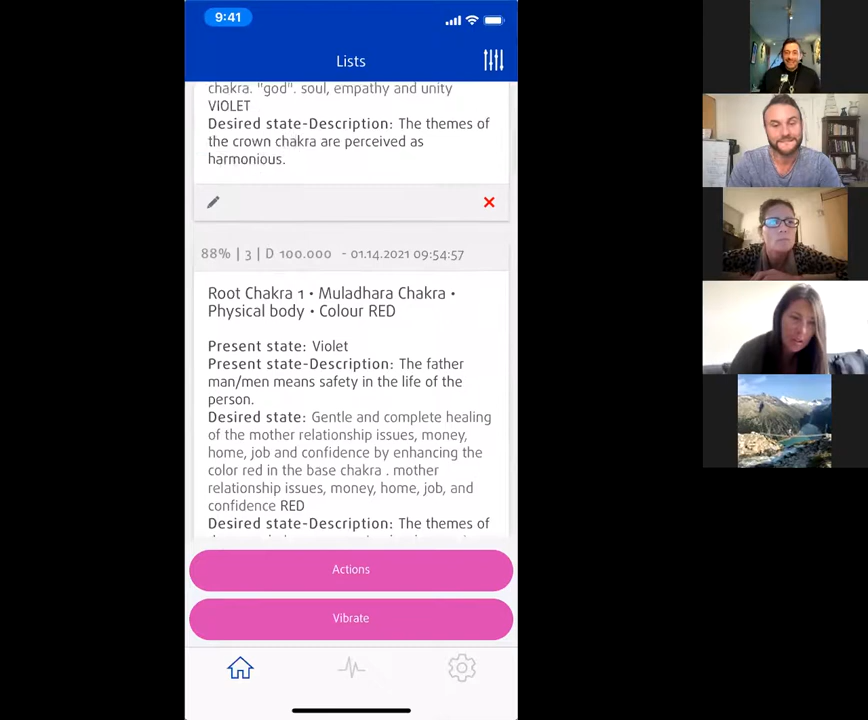 9:41
Lists
chakra. "god". soul, empathy and unity
VIOLET
Desired state-Description: The themes of
the crown chakra are perceived as
harmonious.
88% | 3 | D 100.000 - 01.14.2021 09:54:57
Root Chakra 1 • Muladhara Chakra •
Physical body • Colour RED
Present state: Violet
Present state-Description: The father
man/men means safety in the life of the
person.
Desired state: Gentle and complete healing
of the mother relationship issues, money,
home, job and confidence by enhancing the
color red in the base chakra . mother
relationship issues, money, home, job, and
confidence RED
Desired state-Description: The themes of
Actions
Vibrate